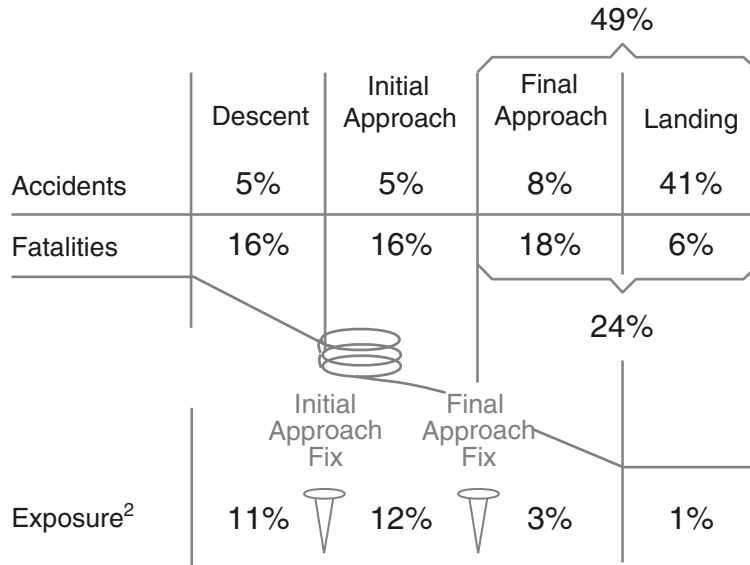 49%
Descent
Initial
Approach
Final
Approach
Landing
Accidents 5% 5% 8% 41%
Fatalities 16% 16% 18% 6%
24%
Initial
Approach
Fix
Final
Approach
Fix
Exposure² 11% 12% 3% 1%